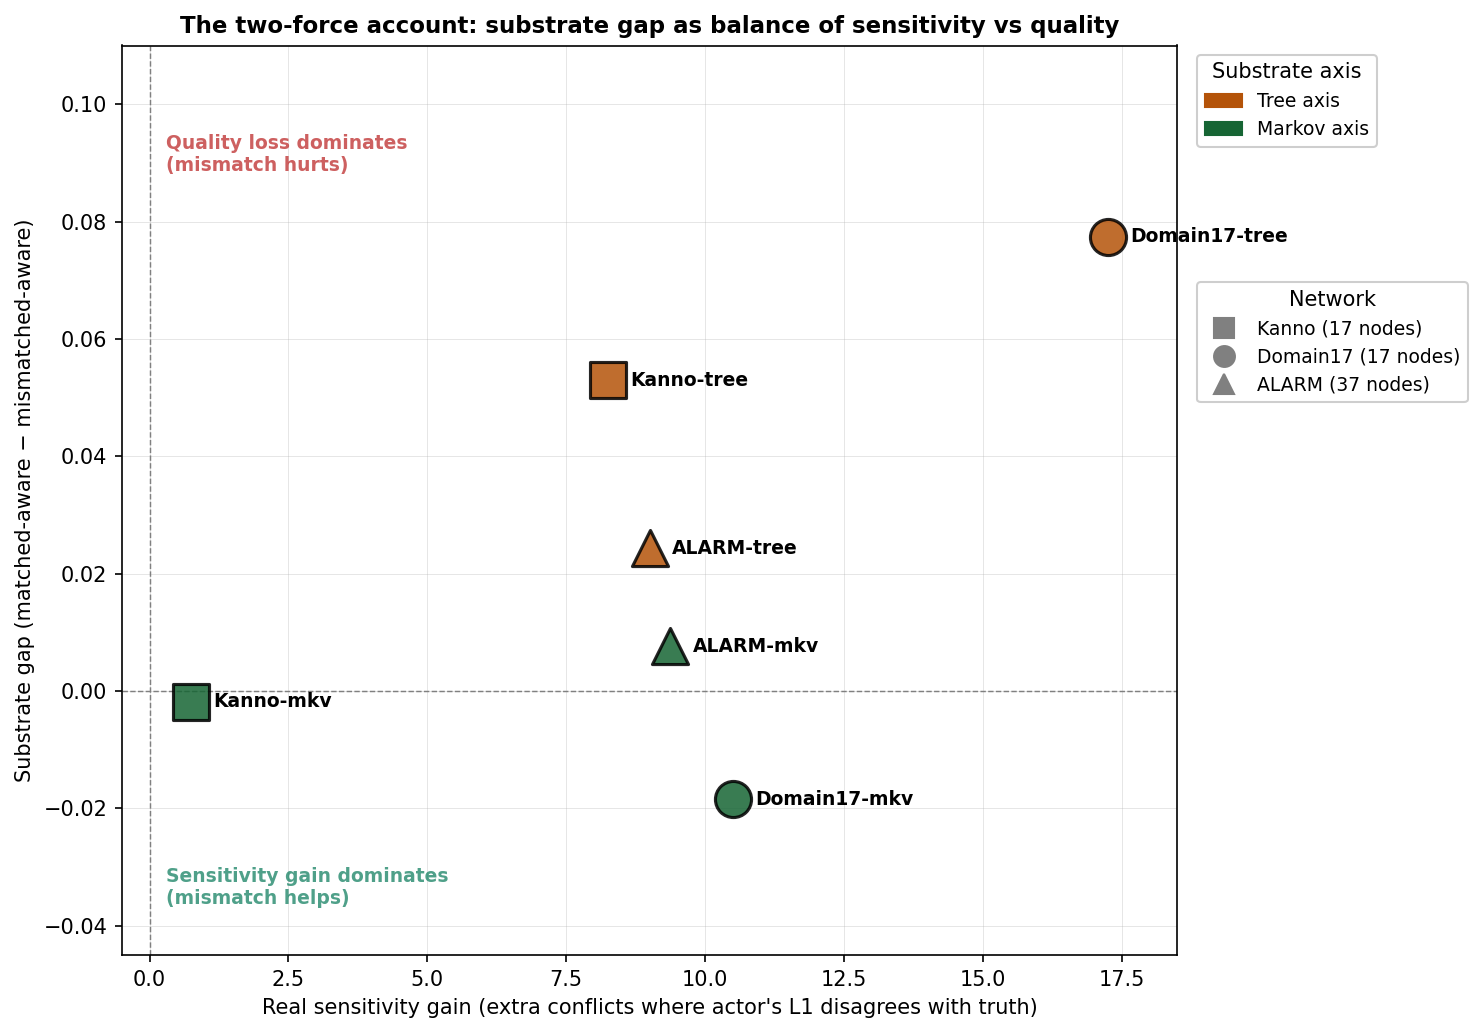 The two-force account: substrate gap as balance of sensitivity vs quality
Substrate gap (matched-aware − mismatched-aware)
0.10
0.08
0.06
0.04
0.02
0.00
−0.02
−0.04
Quality loss dominates
(mismatch hurts)
Domain17-tree
Kanno-tree
ALARM-tree
ALARM-mkv
Kanno-mkv
Domain17-mkv
Sensitivity gain dominates
(mismatch helps)
0.0
2.5
5.0
7.5
10.0
12.5
15.0
17.5
Real sensitivity gain (extra conflicts where actor's L1 disagrees with truth)
Substrate axis
Tree axis
Markov axis
Network
Kanno (17 nodes)
Domain17 (17 nodes)
ALARM (37 nodes)